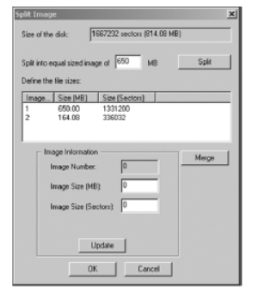 Split Image
Size of the disk: 1667232 sectors (814.08 MB)
Split into equal sized image of 650 MB Split
Define the file sizes:
Image... Size (MB) Size (Sectors)
1 650.00 1331200
2 164.08 336032
Image Information
Image Number: 0
Image Size (MB): 0
Image Size (Sectors): 0
Update
Merge
OK Cancel